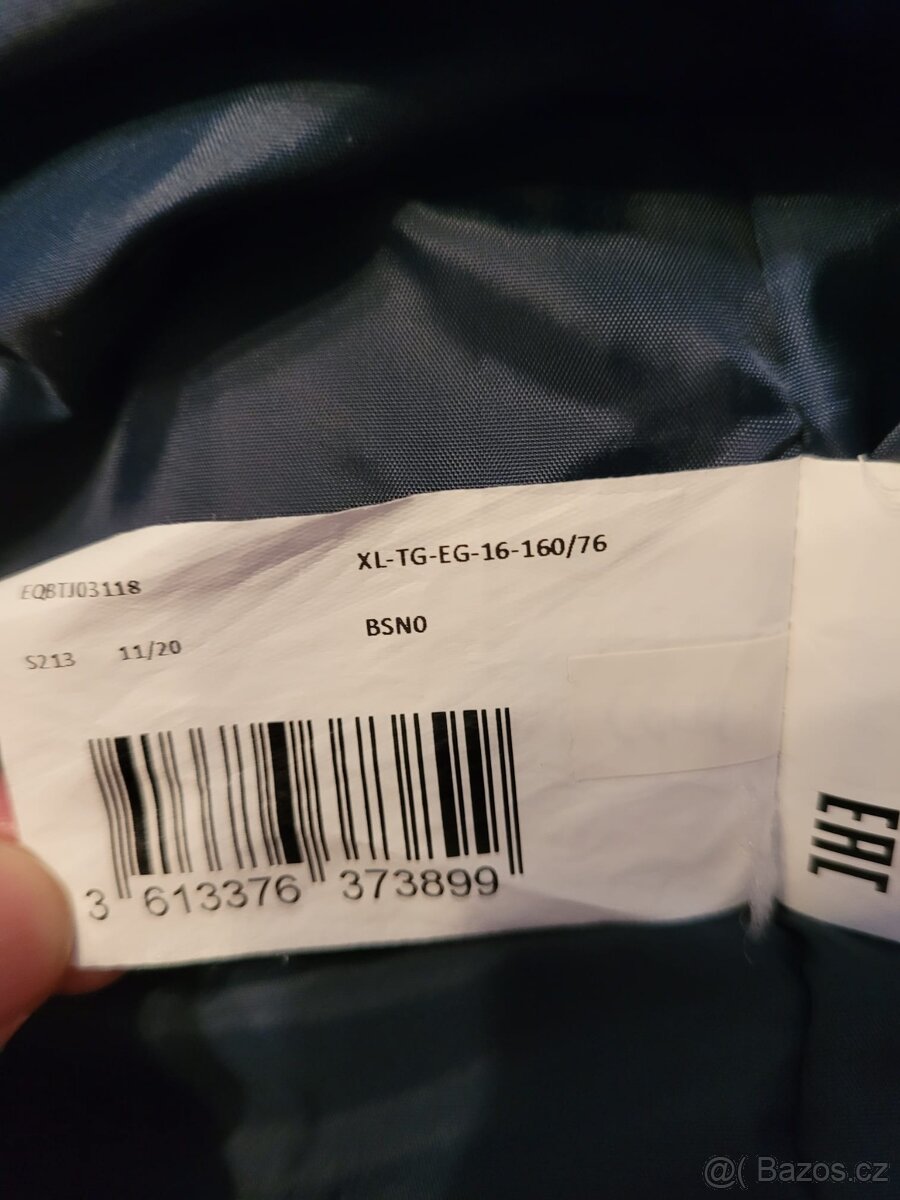 XL-TG-EG-16-160/76
EQBTJ03118
BSN0
S213 11/20
3 613376 373899
EAC
@( Bazos.cz